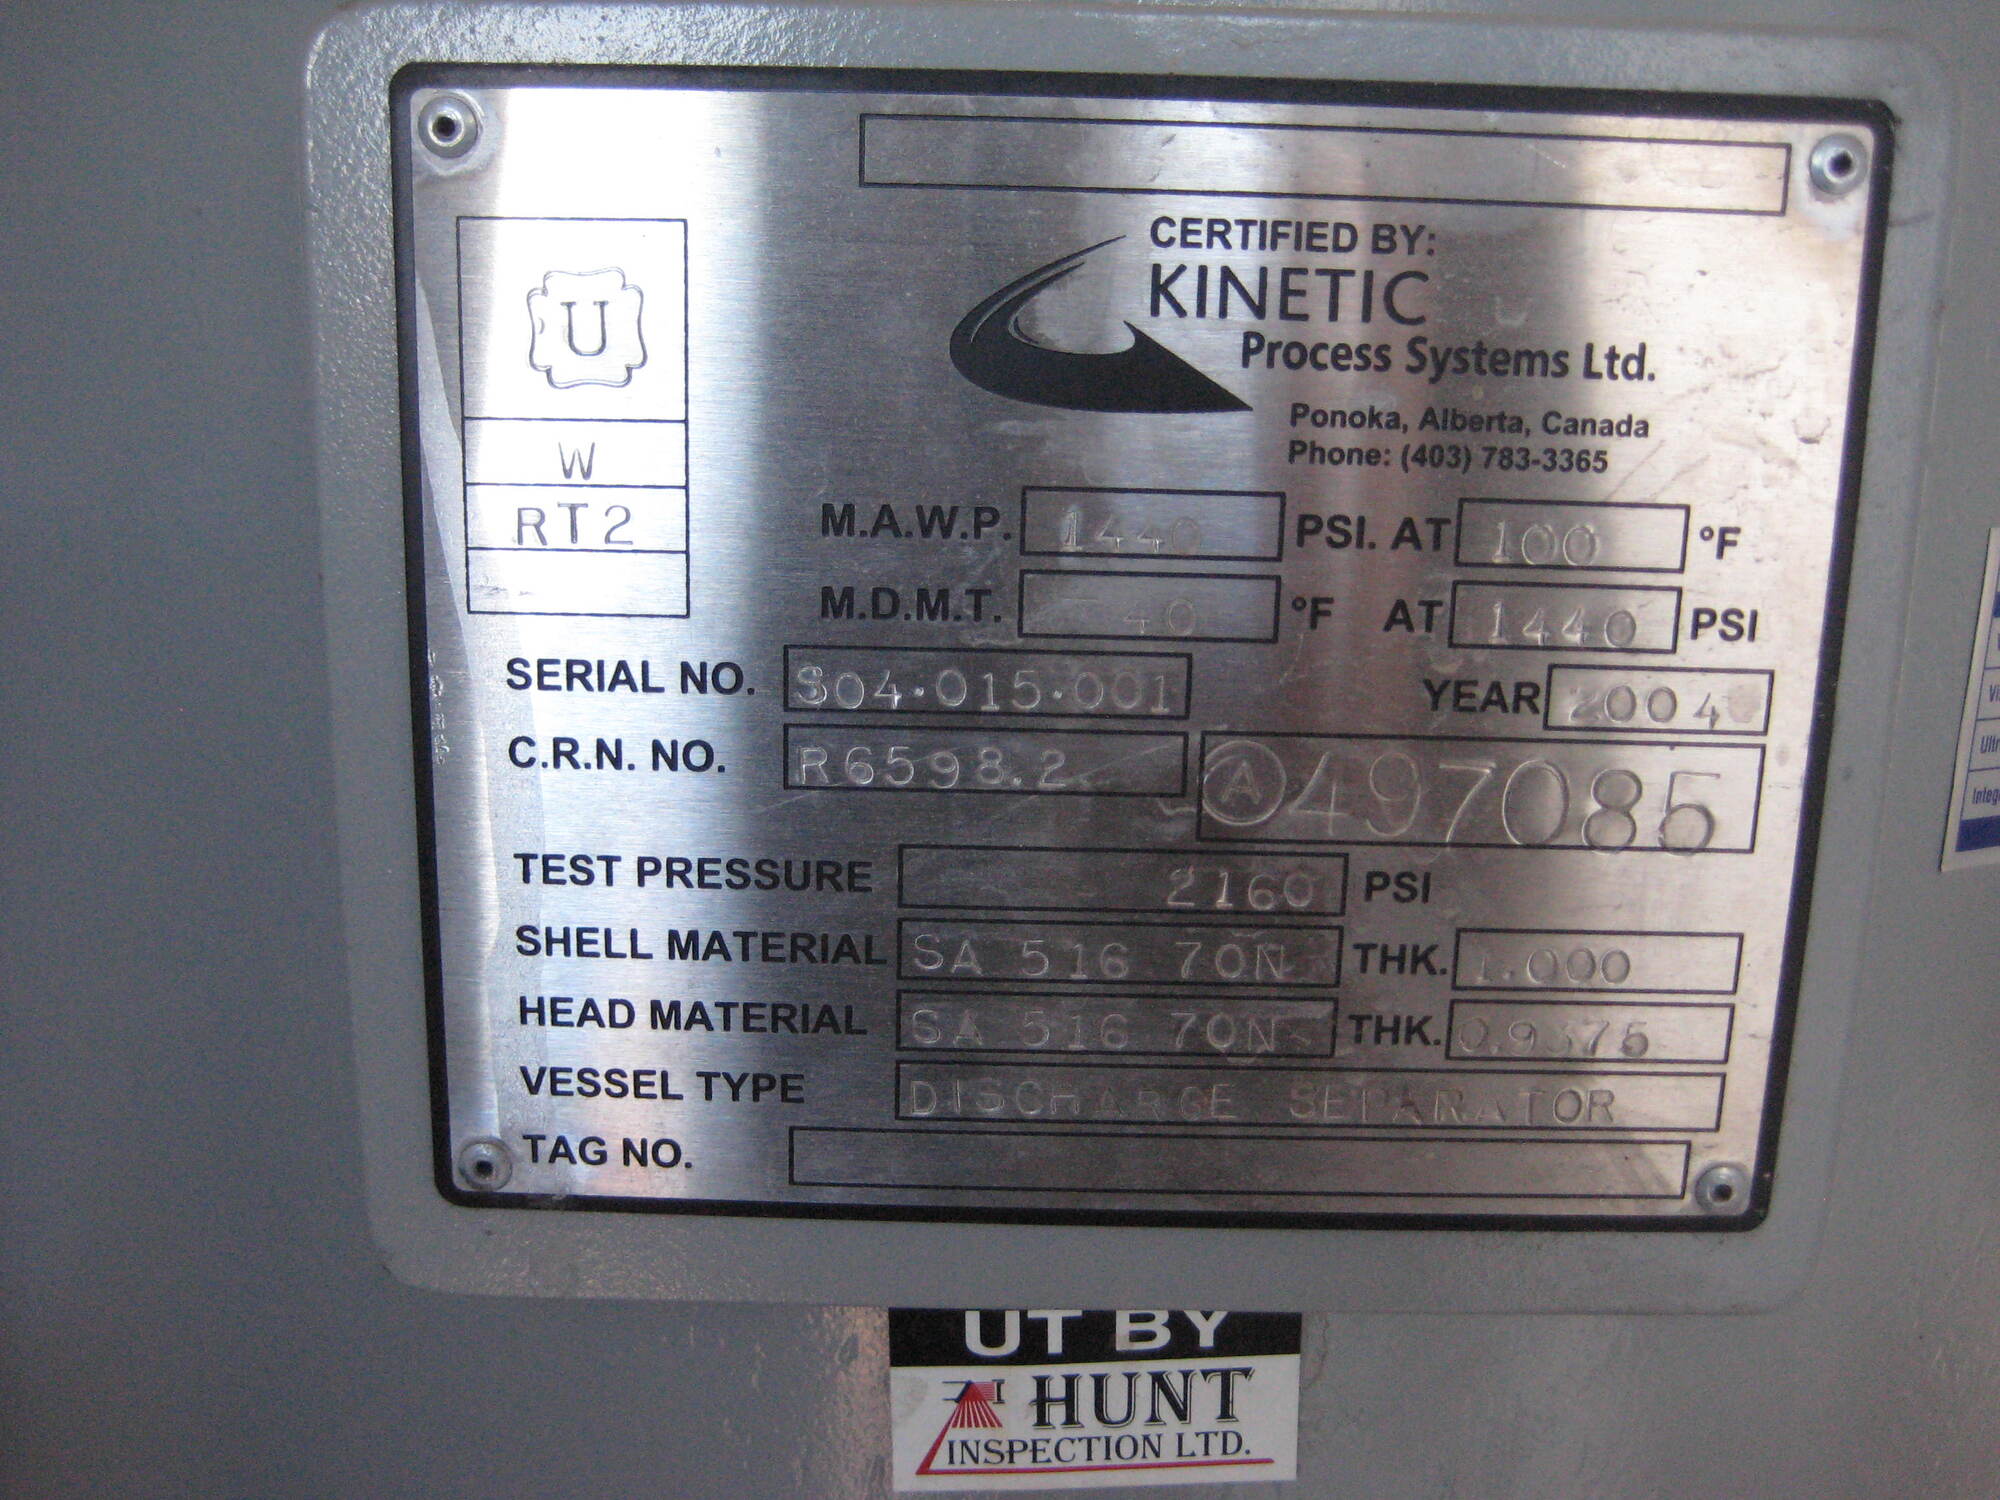 U
W
RT2
CERTIFIED BY:
KINETIC
Process Systems Ltd.
Ponoka, Alberta, Canada
Phone: (403) 783-3365
M.A.W.P. 1440 PSI. AT 100 °F
M.D.M.T. 40 °F AT 1440 PSI
SERIAL NO. S04·015·001 YEAR 2004
C.R.N. NO. R6598.2 A 497085
TEST PRESSURE 2160 PSI
SHELL MATERIAL SA 516 70N THK. 1.000
HEAD MATERIAL SA 516 70N THK. 0.9375
VESSEL TYPE DISCHARGE SEPARATOR
TAG NO.
UT BY
HUNT
INSPECTION LTD.